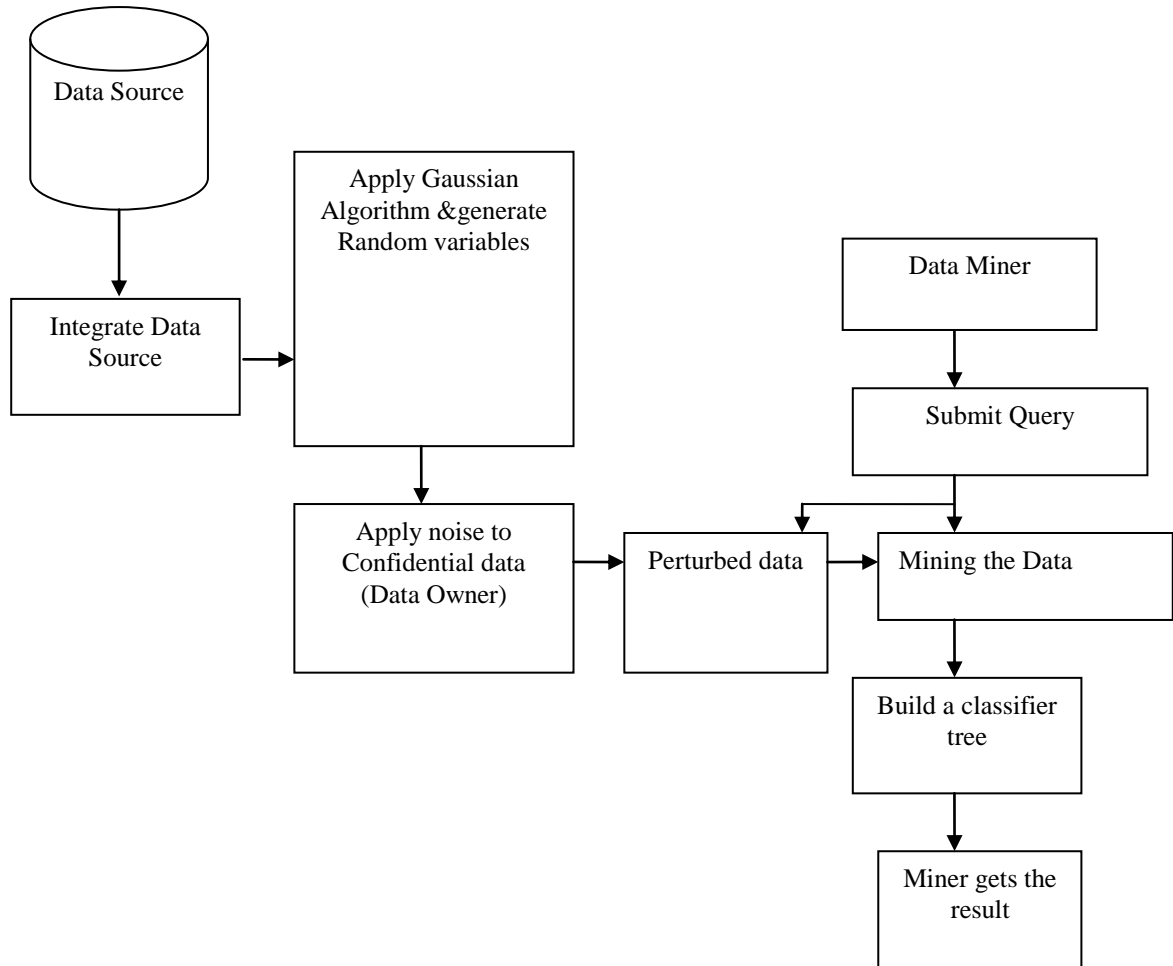 Data Source
Integrate Data
Source
Apply Gaussian
Algorithm &generate
Random variables
Apply noise to
Confidential data
(Data Owner)
Perturbed data
Data Miner
Submit Query
Mining the Data
Build a classifier
tree
Miner gets the
result